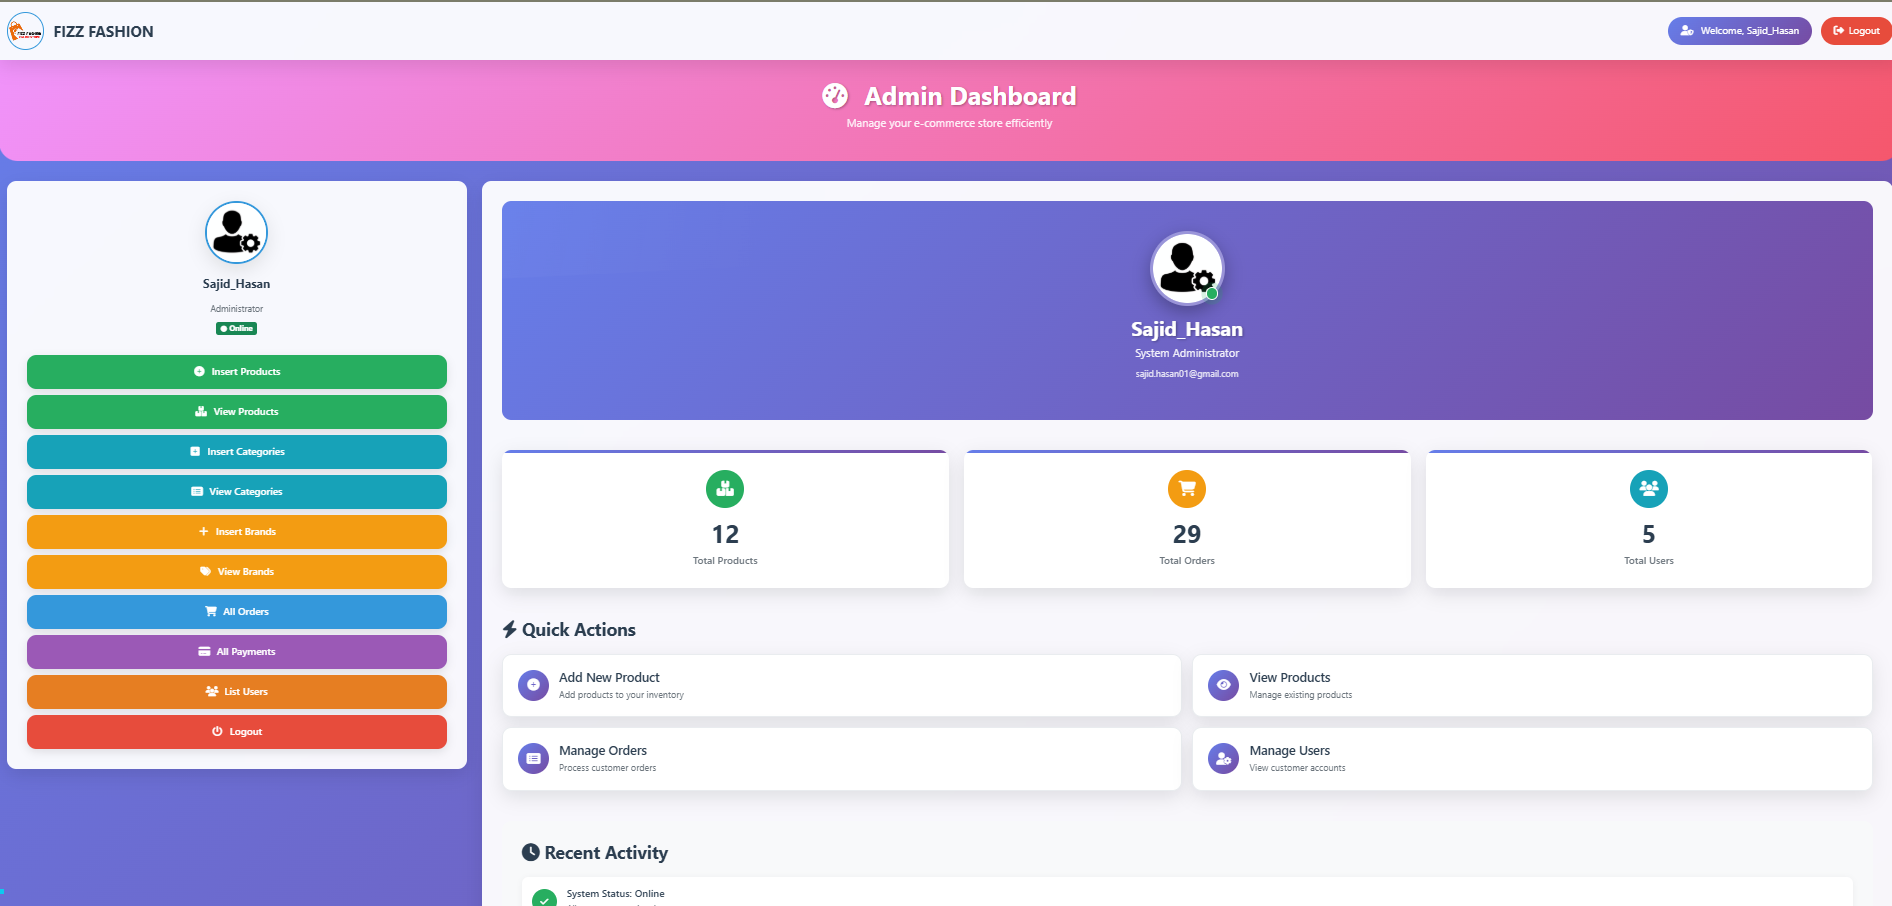 FIZZ FASHION
Welcome, Sajid_Hasan
Logout
Admin Dashboard
Manage your e-commerce store efficiently
Sajid_Hasan
Administrator
Online
Insert Products
View Products
Insert Categories
View Categories
Insert Brands
View Brands
All Orders
All Payments
List Users
Logout
Sajid_Hasan
System Administrator
sajid.hasan01@gmail.com
12
Total Products
29
Total Orders
5
Total Users
Quick Actions
Add New Product
Add products to your inventory
View Products
Manage existing products
Manage Orders
Process customer orders
Manage Users
View customer accounts
Recent Activity
System Status: Online